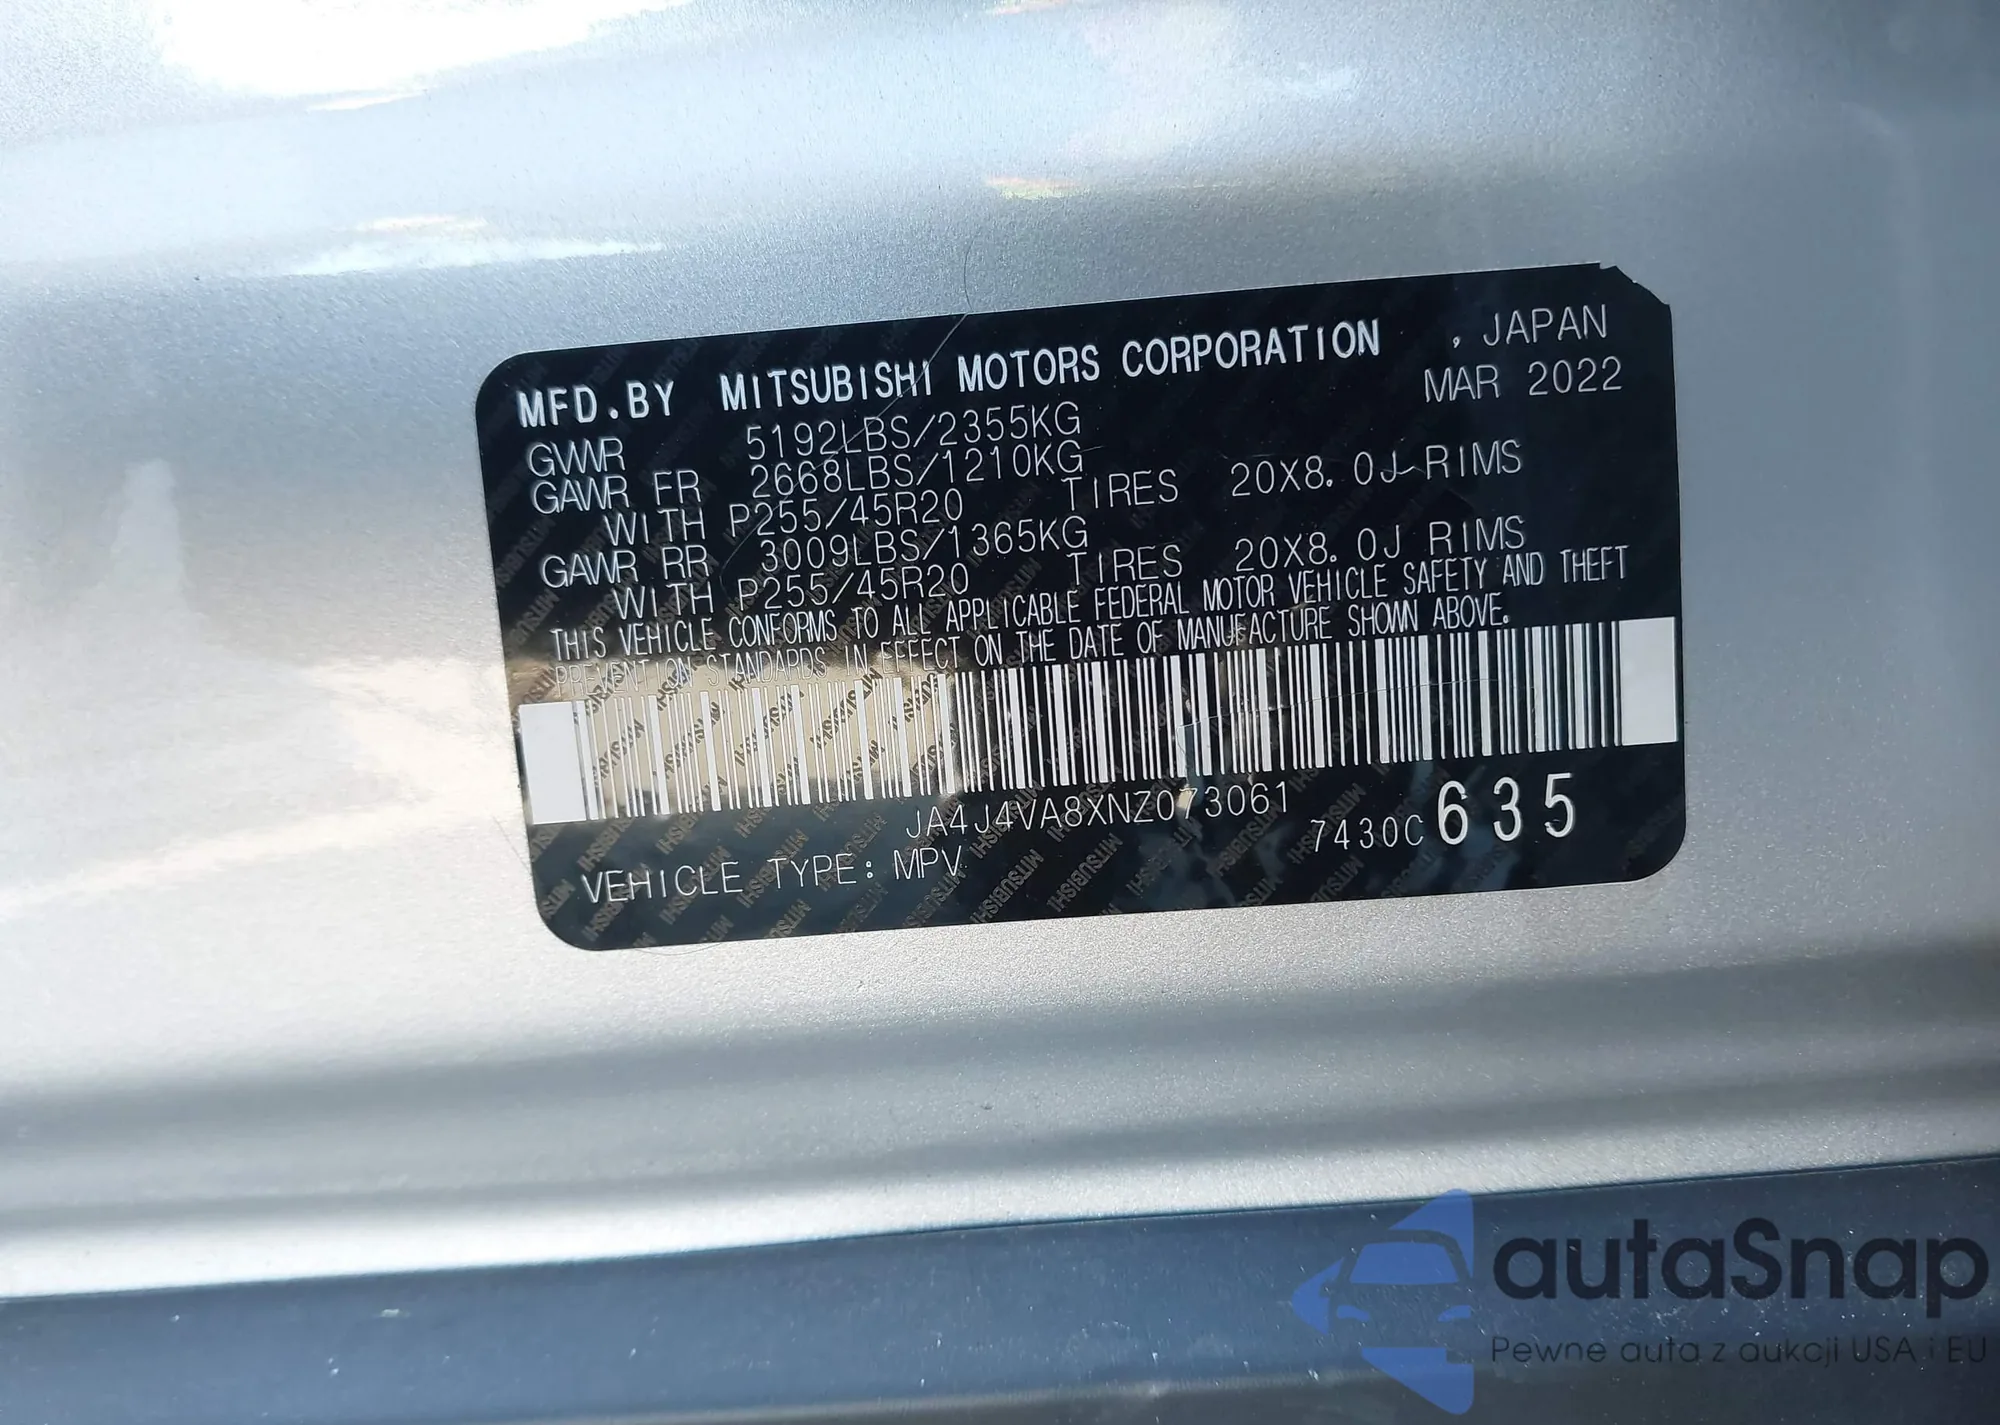 MFD.BY MITSUBISHI MOTORS CORPORATION , JAPAN
MAR 2022
GVWR 5192LBS/2355KG
GAWR FR 2668LBS/1210KG
WITH P255/45R20 TIRES 20X8.0J RIMS
GAWR RR 3009LBS/1365KG
WITH P255/45R20 TIRES 20X8.0J RIMS
THIS VEHICLE CONFORMS TO ALL APPLICABLE FEDERAL MOTOR VEHICLE SAFETY AND THEFT
PREVENTION STANDARDS IN EFFECT ON THE DATE OF MANUFACTURE SHOWN ABOVE.
JA4J4VA8XNZ073061
7430C 635
VEHICLE TYPE: MPV
autaSnap
Pewne auta z aukcji USA i EU